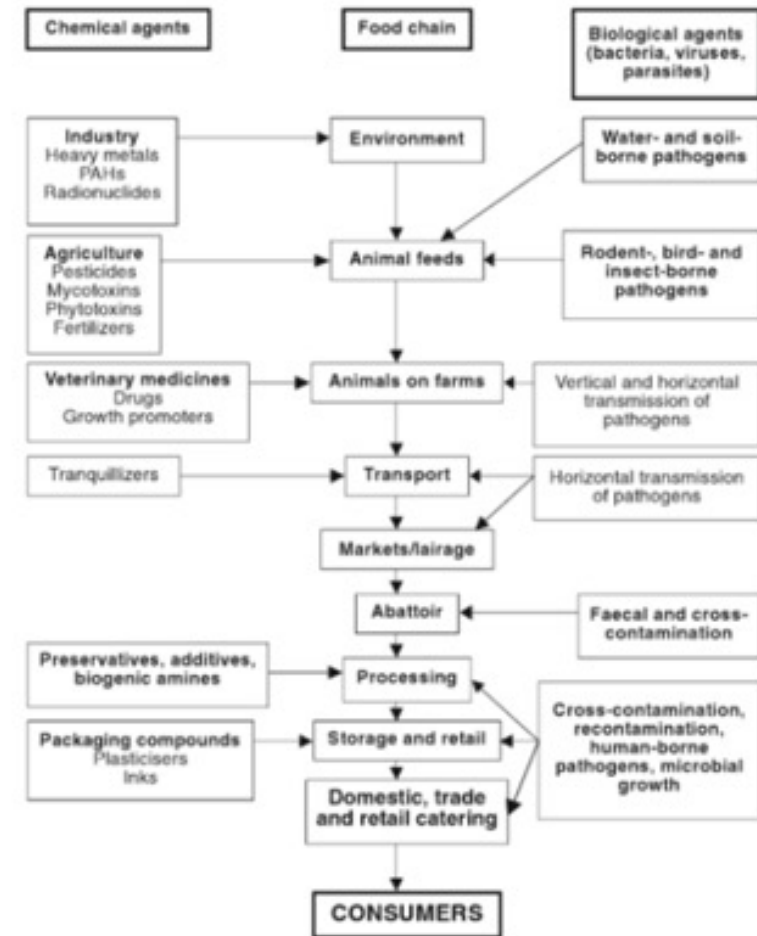 Chemical agents
Food chain
Biological agents
(bacteria, viruses,
parasites)
Industry
Heavy metals
PAHs
Radionuclides
Environment
Water- and soil-
borne pathogens
Agriculture
Pesticides
Mycotoxins
Phytotoxins
Fertilizers
Animal feeds
Rodent-, bird- and
insect-borne
pathogens
Veterinary medicines
Drugs
Growth promoters
Animals on farms
Vertical and horizontal
transmission of
pathogens
Tranquillizers
Transport
Horizontal transmission
of pathogens
Markets/lairage
Abattoir
Faecal and cross-
contamination
Preservatives, additives,
biogenic amines
Processing
Cross-contamination,
recontamination,
human-borne
pathogens, microbial
growth
Packaging compounds
Plasticisers
Inks
Storage and retail
Domestic, trade
and retail catering
CONSUMERS